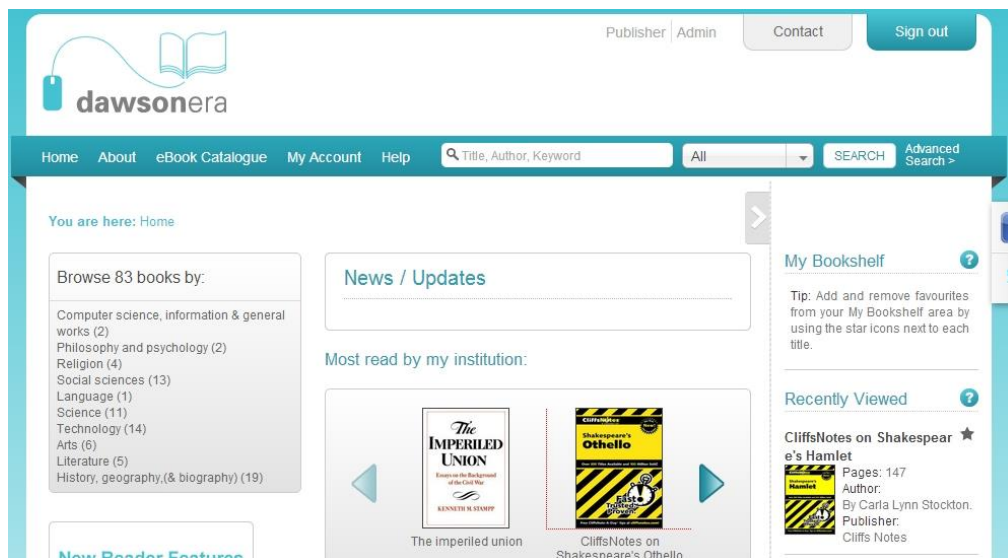 Publisher Admin Contact Sign out
dawsonera
Home About eBook Catalogue My Account Help Title, Author, Keyword All SEARCH Advanced
Search >
You are here: Home
Browse 83 books by:
Computer science, information & general
works (2)
Philosophy and psychology (2)
Religion (4)
Social sciences (13)
Language (1)
Science (11)
Technology (14)
Arts (6)
Literature (5)
History, geography,(& biography) (19)
New Reader Features
News / Updates
Most read by my institution:
The
IMPERILED
UNION
Essays on the Background
of the Civil War
KENNETH M. STAMPP
The imperiled union
CliffsNotes
Shakespeare's
Othello
Fast.
Trusted.
Proven.
CliffsNotes on
Shakespeare's Othello
My Bookshelf ?
Tip: Add and remove favourites
from your My Bookshelf area by
using the star icons next to each
title.
Recently Viewed ?
CliffsNotes on Shakespear
e's Hamlet
Hamlet
Pages: 147
Author:
By Carla Lynn Stockton.
Publisher:
Cliffs Notes